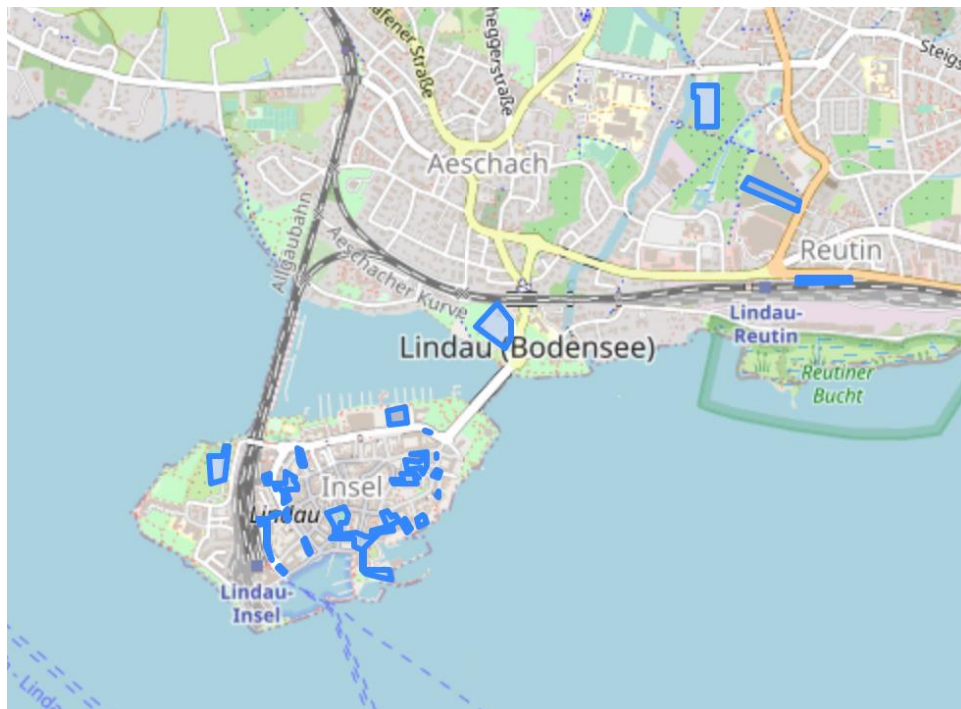 afener Straße
heggerstraße
Steigs
Aeschach
Allgäubahn
Aeschacher Kurve
Reutin
Lindau-
Reutin
Lindau (Bodensee)
Reutiner
Bucht
Insel
Lindau
Lindau-
Insel
- Linda